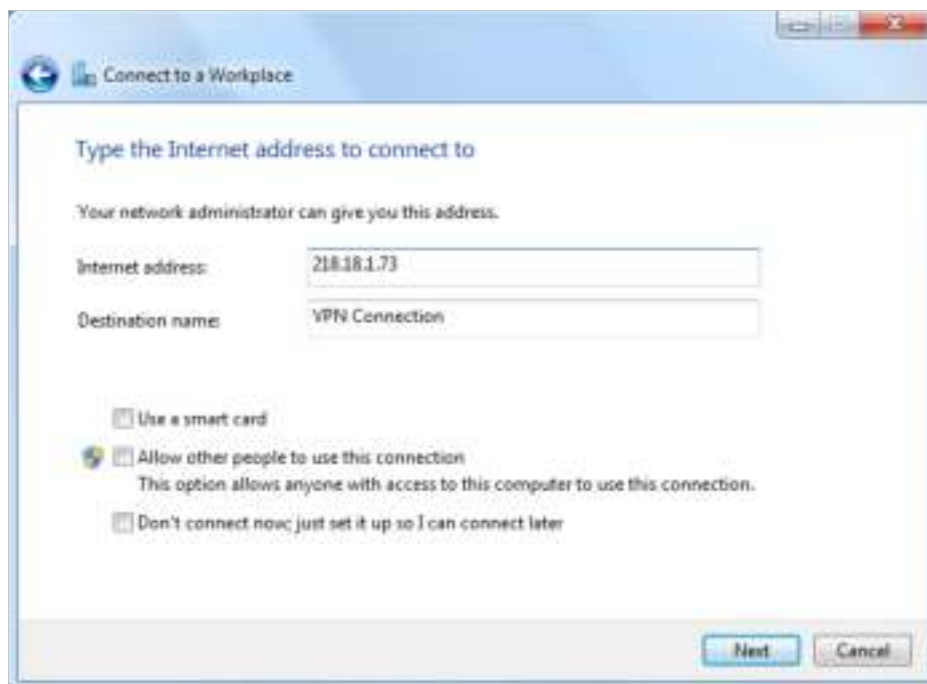 Connect to a Workplace
Type the Internet address to connect to
Your network administrator can give you this address.
Internet address: 218.18.1.73
Destination name: VPN Connection
Use a smart card
Allow other people to use this connection
This option allows anyone with access to this computer to use this connection.
Don't connect now; just set it up so I can connect later
Next Cancel